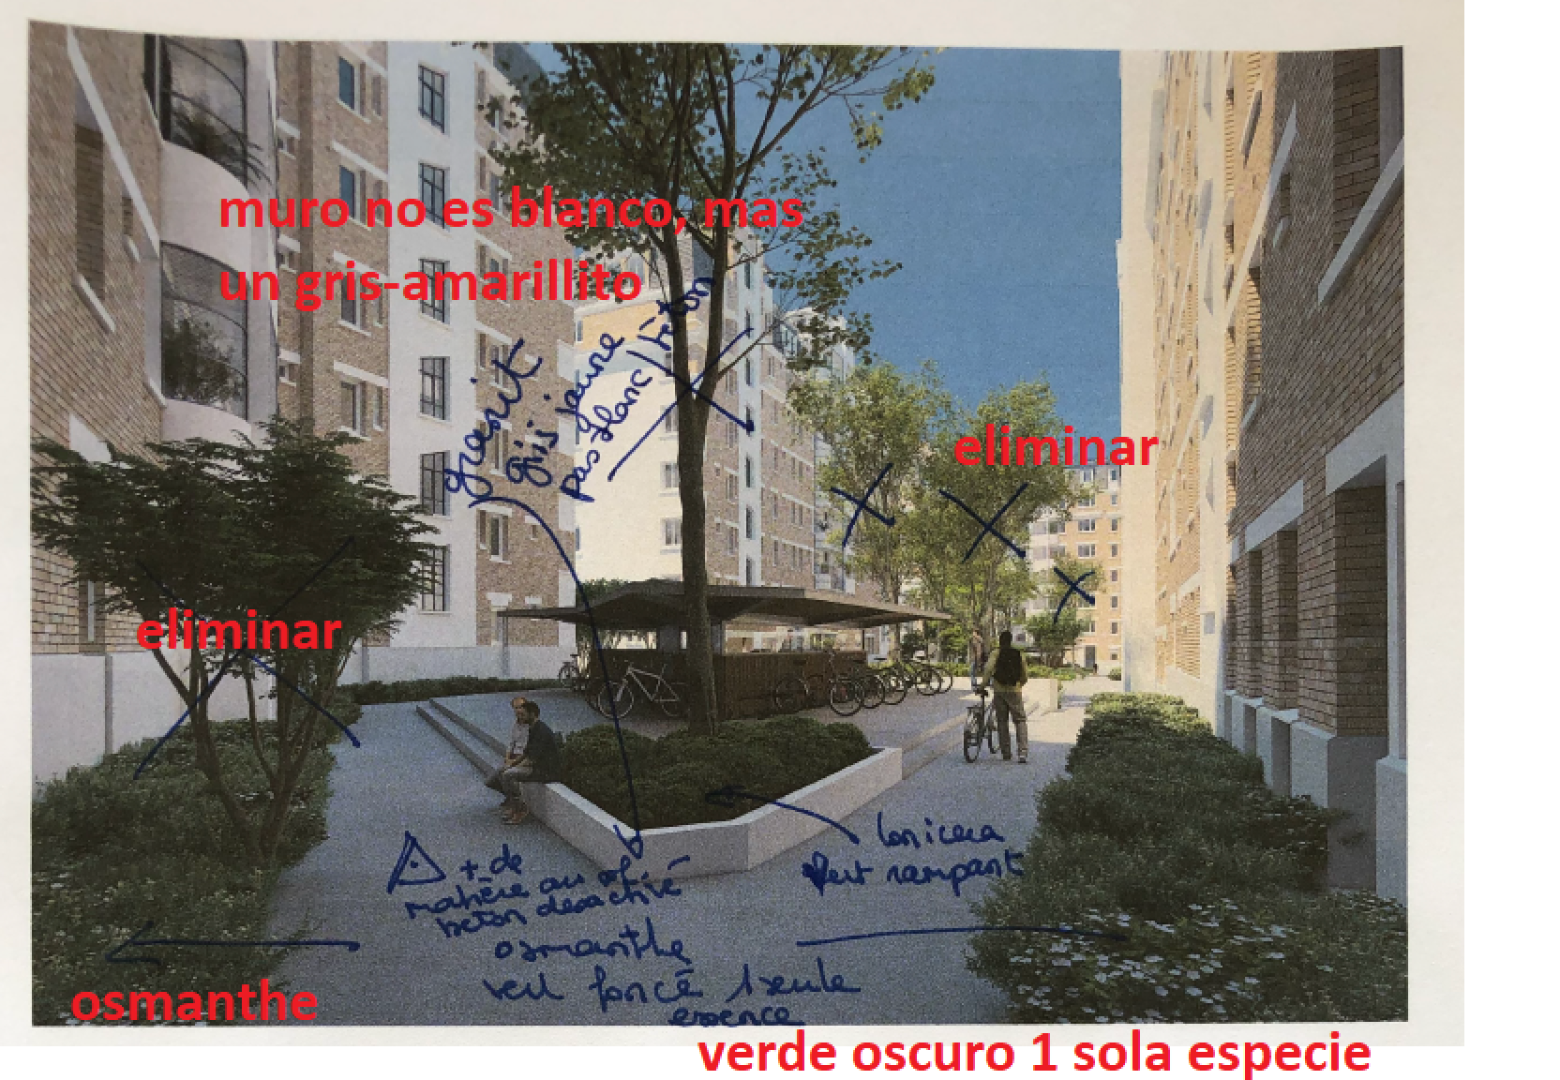 muro no es blanco, mas
un gris-amarillito
granit
gris jaune
pas blanc/béton
eliminar
eliminar
lonicera
vert rampant
+ de
matière au sol,
béton désactivé
osmanthe
vert foncé 1 seule
essence
osmanthe
verde oscuro 1 sola especie